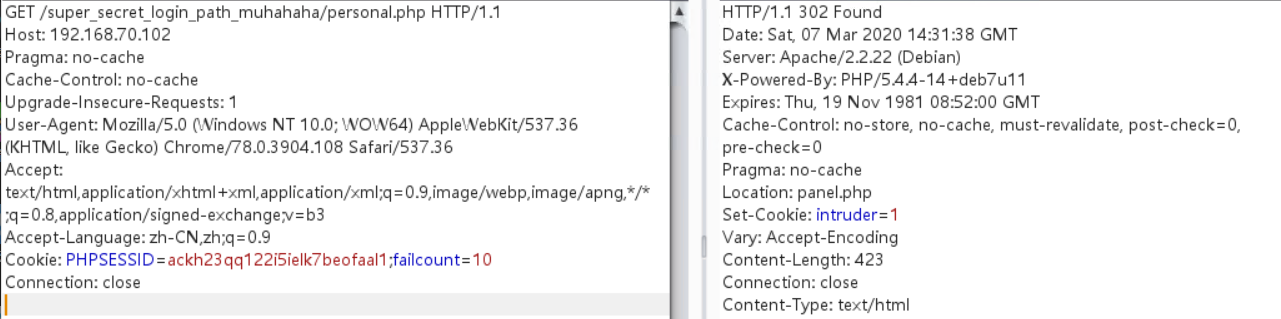 GET /super_secret_login_path_muhahaha/personal.php HTTP/1.1
Host: 192.168.70.102
Pragma: no-cache
Cache-Control: no-cache
Upgrade-Insecure-Requests: 1
User-Agent: Mozilla/5.0 (Windows NT 10.0; WOW64) AppleWebKit/537.36
(KHTML, like Gecko) Chrome/78.0.3904.108 Safari/537.36
Accept:
text/html,application/xhtml+xml,application/xml;q=0.9,image/webp,image/apng,*/*
;q=0.8,application/signed-exchange;v=b3
Accept-Language: zh-CN,zh;q=0.9
Cookie: PHPSESSID=ackh23qq122i5ielk7beofaal1;failcount=10
Connection: close
HTTP/1.1 302 Found
Date: Sat, 07 Mar 2020 14:31:38 GMT
Server: Apache/2.2.22 (Debian)
X-Powered-By: PHP/5.4.4-14+deb7u11
Expires: Thu, 19 Nov 1981 08:52:00 GMT
Cache-Control: no-store, no-cache, must-revalidate, post-check=0,
pre-check=0
Pragma: no-cache
Location: panel.php
Set-Cookie: intruder=1
Vary: Accept-Encoding
Content-Length: 423
Connection: close
Content-Type: text/html